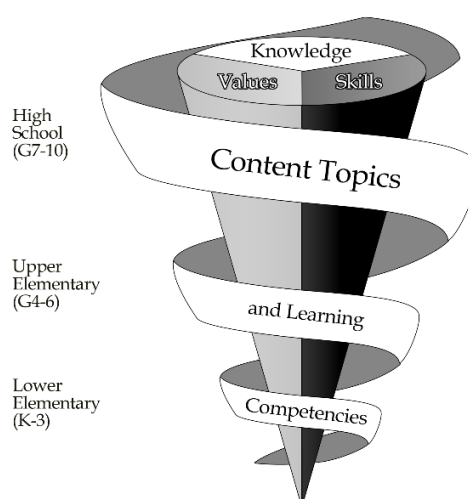 Knowledge
Values
Skills
High
School
(G7-10)
Content Topics
Upper
Elementary
(G4-6)
and Learning
Lower
Elementary
(K-3)
Competencies